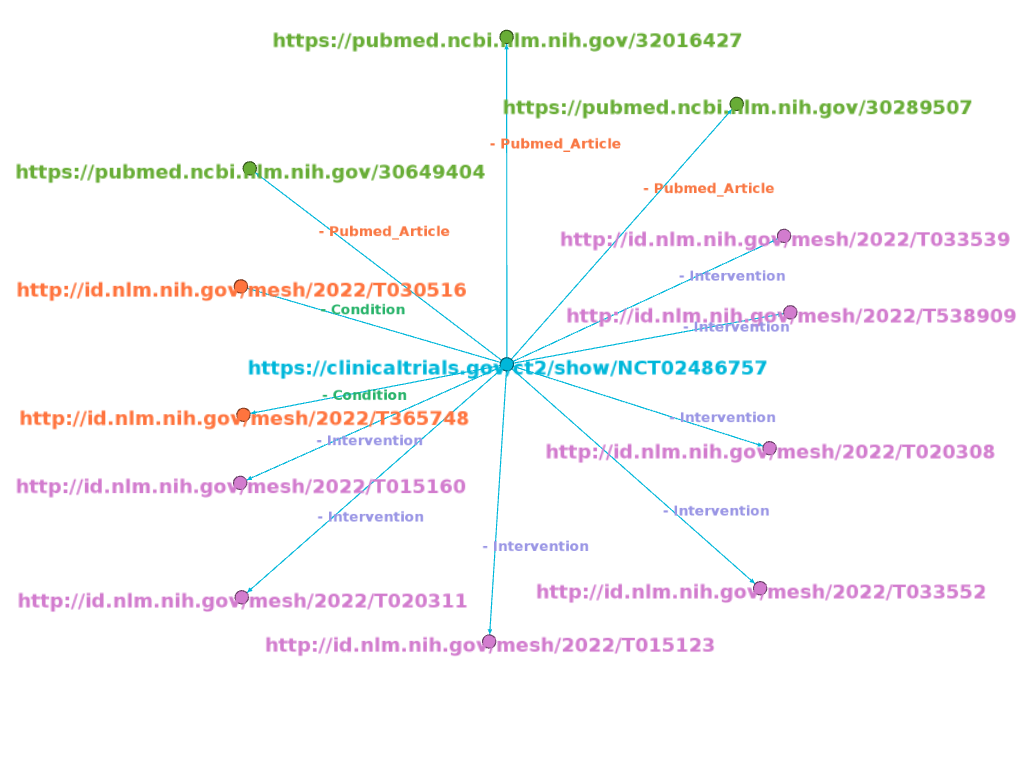 https://pubmed.ncbi.nlm.nih.gov/32016427
https://pubmed.ncbi.nlm.nih.gov/30289507
- Pubmed_Article
https://pubmed.ncbi.nlm.nih.gov/30649404
- Pubmed_Article
- Pubmed_Article
http://id.nlm.nih.gov/mesh/2022/T033539
- Intervention
http://id.nlm.nih.gov/mesh/2022/T030516
- Condition
http://id.nlm.nih.gov/mesh/2022/T538909
- Intervention
https://clinicaltrials.gov/ct2/show/NCT02486757
- Condition
http://id.nlm.nih.gov/mesh/2022/T365748
- Intervention
- Intervention
http://id.nlm.nih.gov/mesh/2022/T020308
http://id.nlm.nih.gov/mesh/2022/T015160
- Intervention
- Intervention
- Intervention
http://id.nlm.nih.gov/mesh/2022/T033552
http://id.nlm.nih.gov/mesh/2022/T020311
http://id.nlm.nih.gov/mesh/2022/T015123